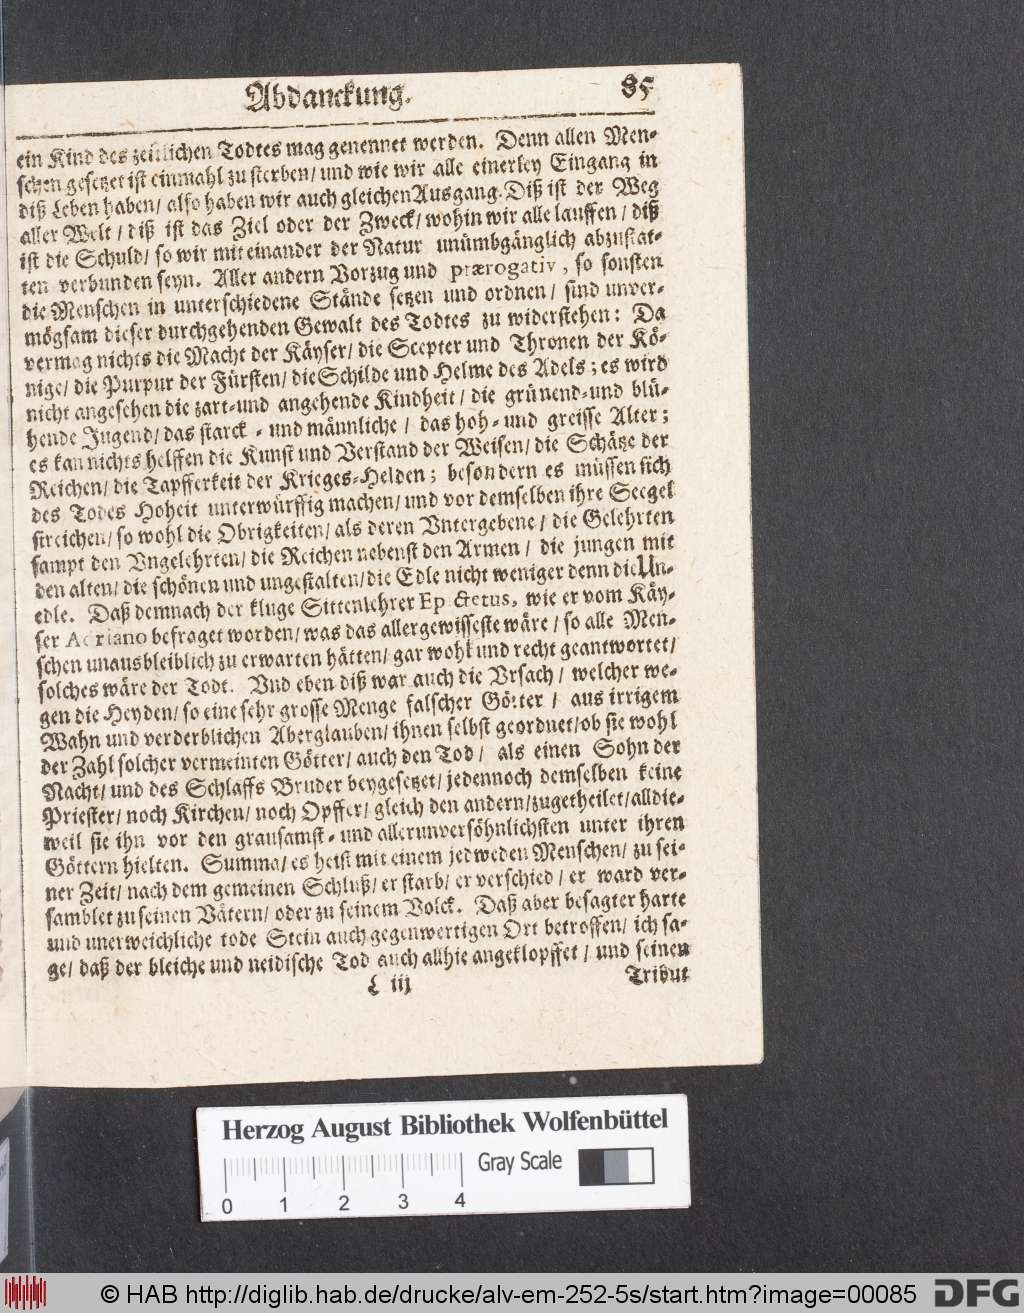 Abdanckung. 85
ein Kind des zeitlichen Todtes mag genennet werden. Denn allen Men-
schen gesetzet ist einmahl zu sterben/ und wie wir alle einerley Eingang in
diß Leben haben/ also haben wir auch gleichen Ausgang. Diß ist der Weg
aller Welt/ diß ist das Ziel oder der Zweck/ wohin wir alle lauffen/ diß
ist die Schuld/ so wir mit einander der Natur unümbgänglich abzustat-
ten verbunden seyn. Aller andern Vorzug und prærogativ, so sonsten
die Menschen in unterschiedene Stände setzen und ordnen/ sind unver-
mögsam dieser durchgehenden Gewalt des Todtes zu widerstehen: Da
vermag nichts die Macht der Käyser/ die Scepter und Thronen der Kö-
nige/ die Purpur der Fürsten/ die Schilde und Helme des Adels; es wird
nicht angesehen die zart-und angehende Kindheit/ die grünend-und blü-
hende Jugend/ das starck-und männliche/ das hoh-und greisse Alter;
es kan nichts helffen die Kunst und Verstand der Weisen/ die Schätze der
Reichen/ die Tapfferkeit der Krieges-Helden; besondern es müssen sich
des Todes Hoheit unterwürffig machen/ und vor demselben ihre Seegel
streichen/ so wohl die Obrigkeiten/ als deren Vntergebene/ die Gelehrten
sampt den Vngelehrten/ die Reichen nebenst den Armen/ die jungen mit
den alten/ die schönen und ungestalten/ die Edle nicht weniger denn die Un-
edle. Daß demnach der kluge Sittenlehrer Epictetus, wie er vom Käy-
ser Adriano befraget worden/ was das allergewisseste wäre/ so alle Men-
schen unausbleiblich zu erwarten hätten/ gar wohl und recht geantwortet/
solches wäre der Todt. Vnd eben diß war auch die Vrsach/ welcher we-
gen die Heyden/ so eine sehr grosse Menge falscher Götter/ aus irrigem
Wahn und verderblichen Aberglauben/ ihnen selbst geordnet/ ob sie wohl
der Zahl solcher vermeinten Götter/ auch den Tod/ als einen Sohn der
Nacht/ und des Schlaffs Bruder beygesetzet/ jedennoch demselben keine
Priester/ noch Kirchen/ noch Opffer/ gleich den andern/ zugetheilet/ alldie-
weil sie ihn vor den grausamst-und allerunversöhnlichsten unter ihren
Göttern hielten. Summa/ es heist mit einem jedweden Menschen/ zu sei-
ner Zeit/ nach dem gemeinen Schluß/ er starb/ er verschied/ er ward ver-
samblet zu seinen Vätern/ oder zu seinem Volck. Daß aber besagter harte
und unerweichliche tode Stein auch gegenwertigen Ort betroffen/ ich sa-
ge/ daß der bleiche und neidische Tod auch allhie angeklopffet/ und seinen
L iij Tribut
Herzog August Bibliothek Wolfenbüttel
Gray Scale
0 1 2 3 4
© HAB http://diglib.hab.de/drucke/alv-em-252-5s/start.htm?image=00085 DFG